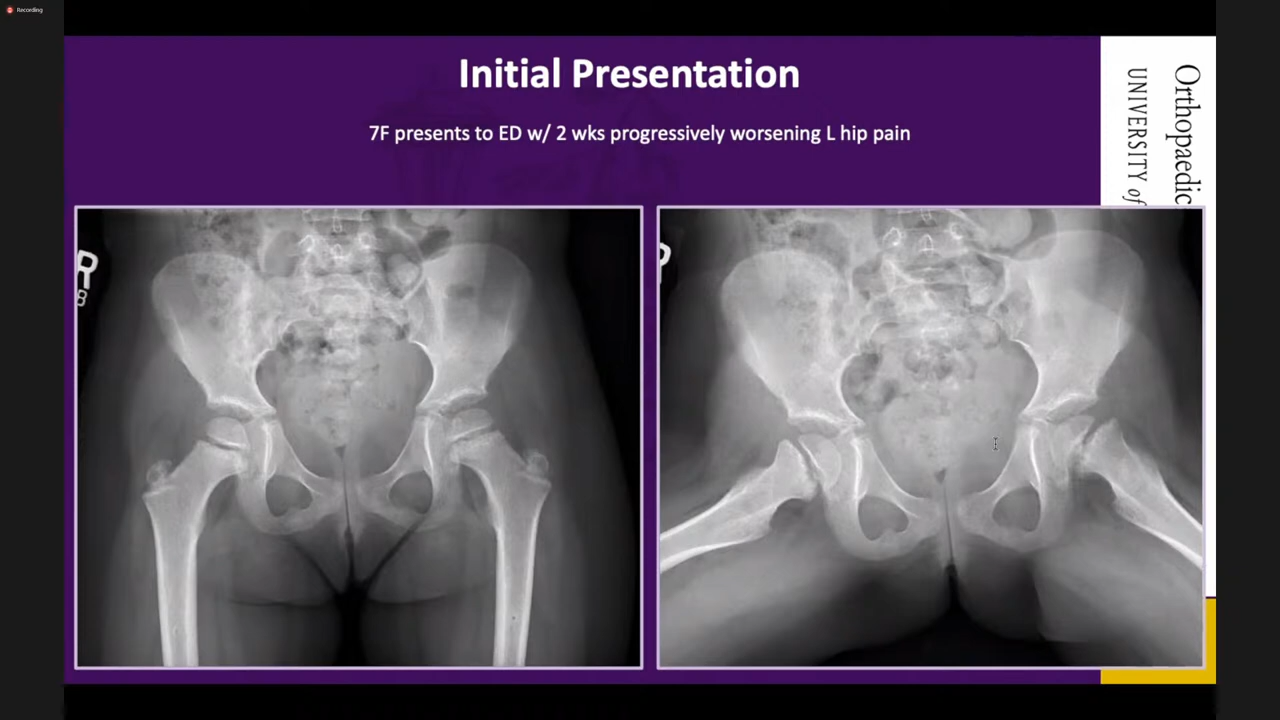 Recording
Initial Presentation
7F presents to ED w/ 2 wks progressively worsening L hip pain
Orthopaedic
UNIVERSITY of
R
B
R